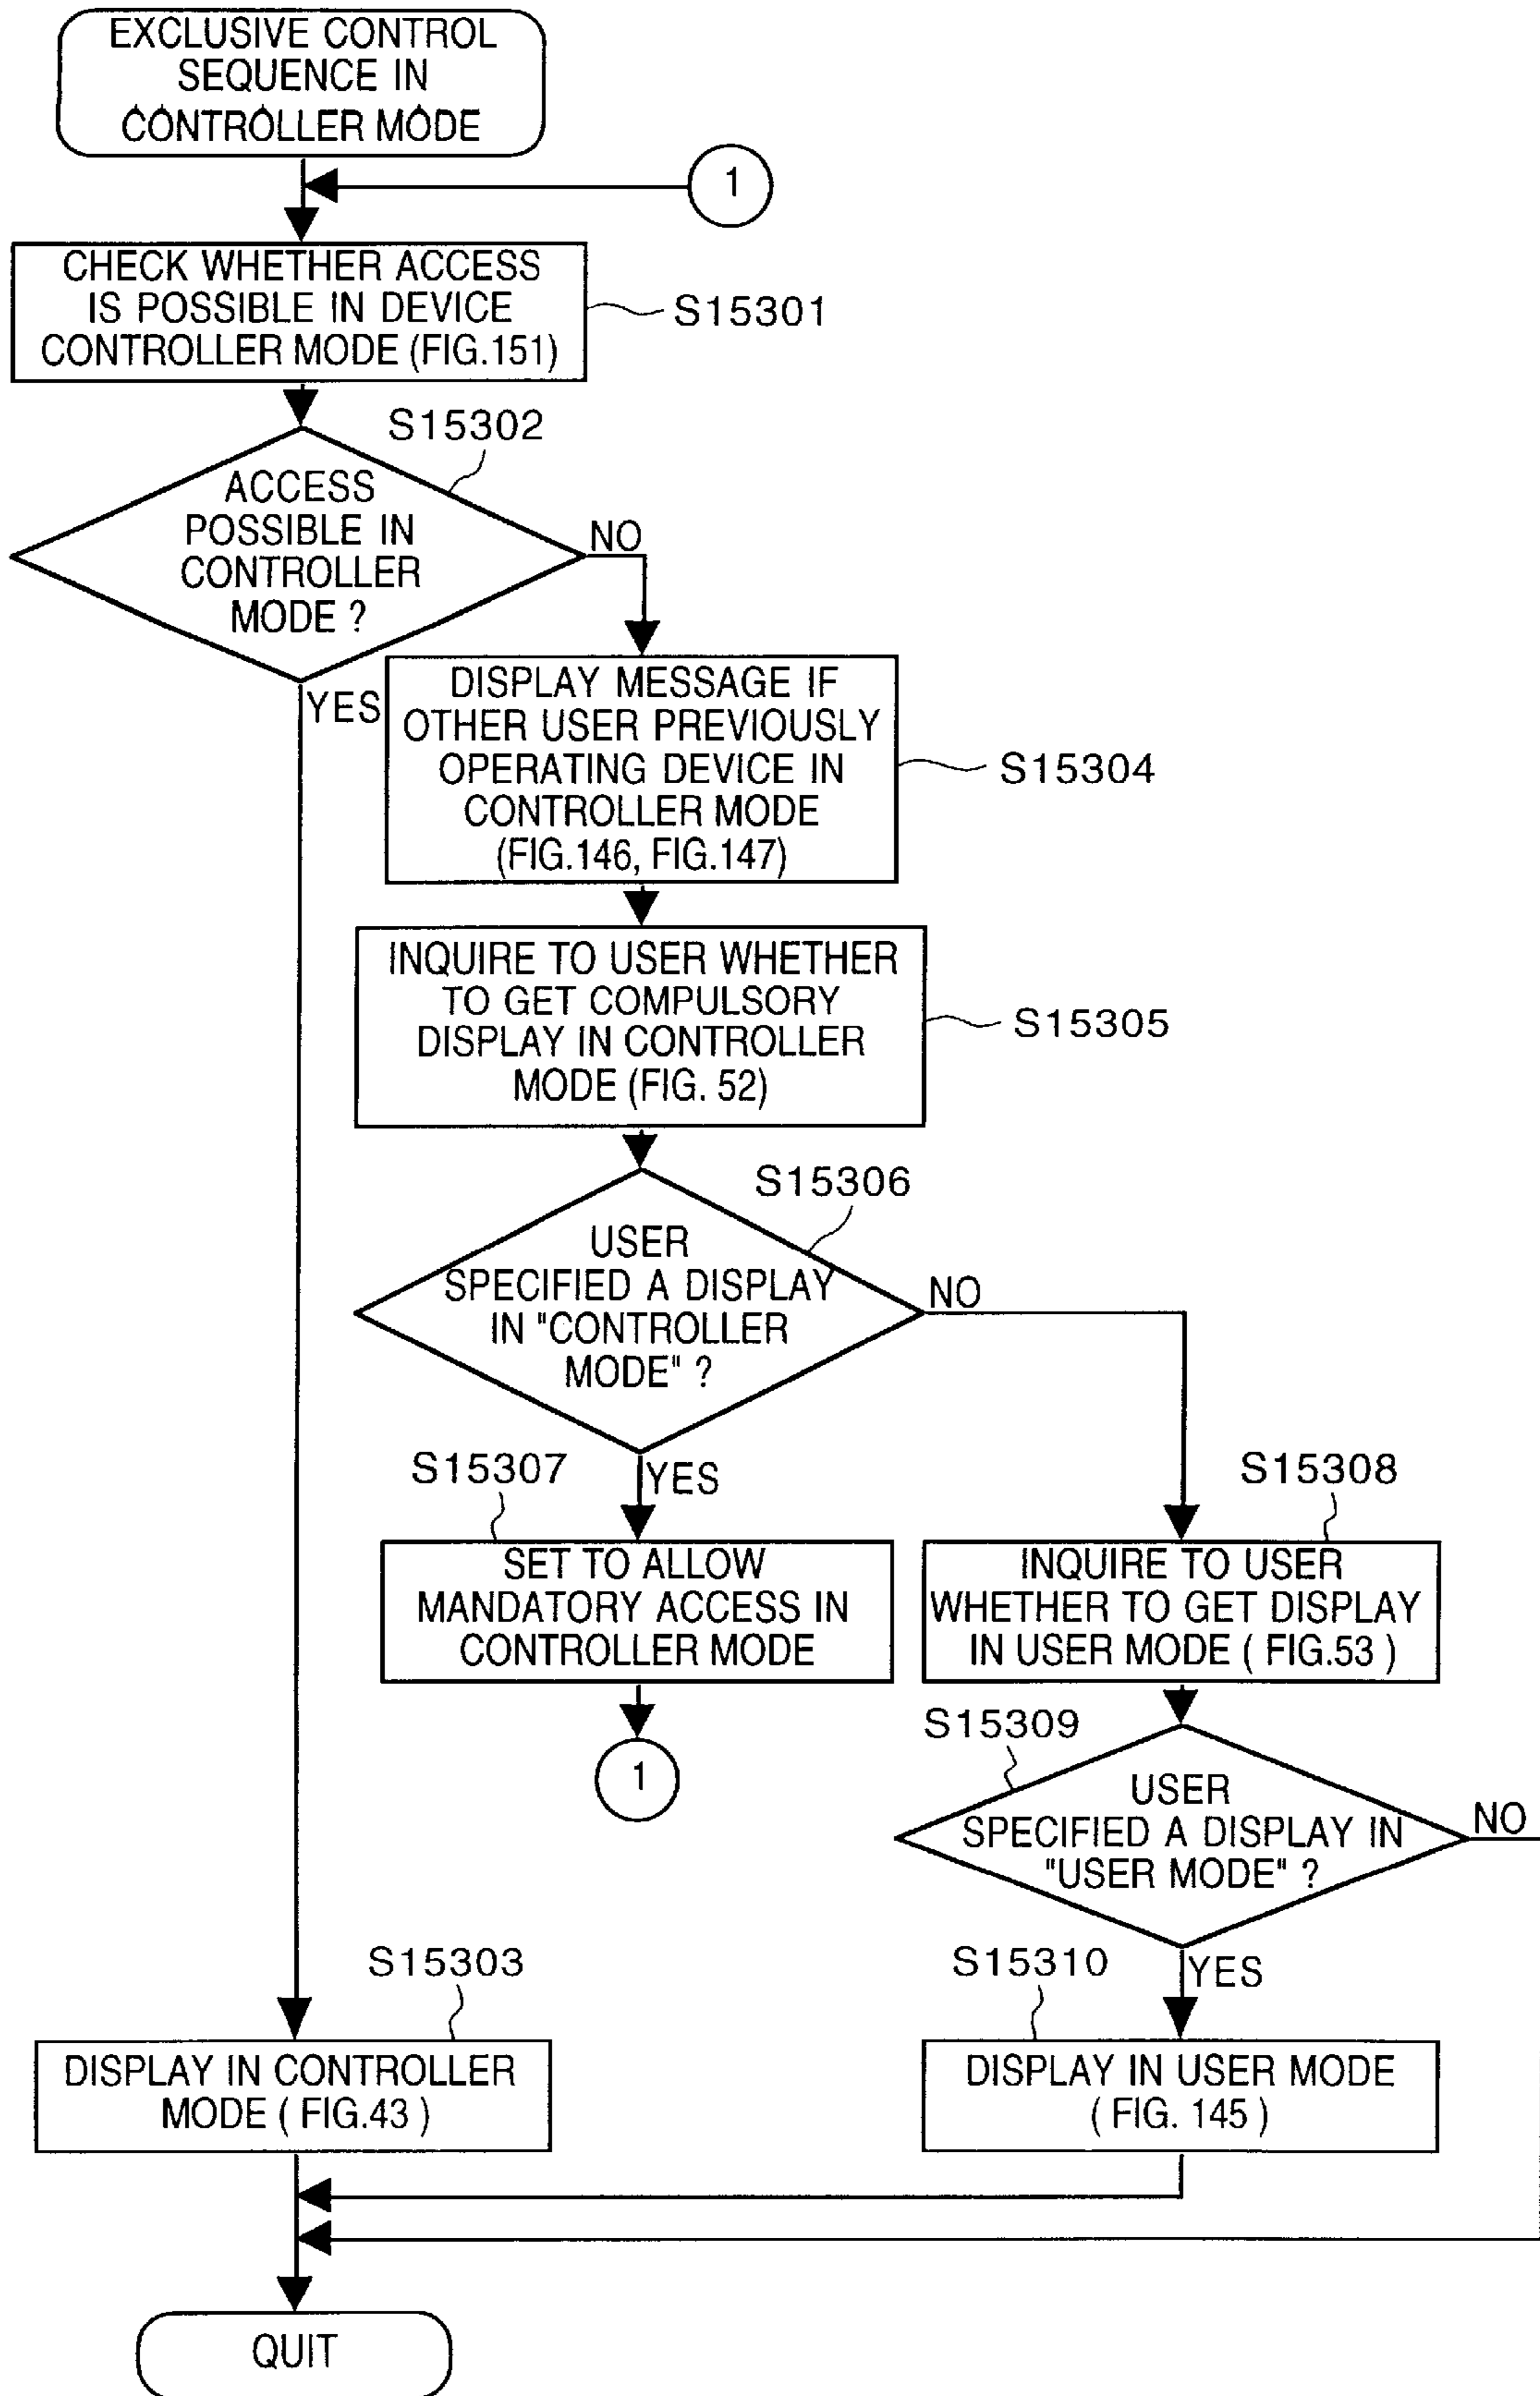 EXCLUSIVE CONTROL
SEQUENCE IN
CONTROLLER MODE
1
CHECK WHETHER ACCESS
IS POSSIBLE IN DEVICE
CONTROLLER MODE (FIG.151)
S15301
S15302
ACCESS
POSSIBLE IN
CONTROLLER
MODE ?
NO
YES
DISPLAY MESSAGE IF
OTHER USER PREVIOUSLY
OPERATING DEVICE IN
CONTROLLER MODE
(FIG.146, FIG.147)
S15304
INQUIRE TO USER WHETHER
TO GET COMPULSORY
DISPLAY IN CONTROLLER
MODE (FIG. 52)
S15305
S15306
USER
SPECIFIED A DISPLAY
IN "CONTROLLER
MODE" ?
NO
YES
S15307
SET TO ALLOW
MANDATORY ACCESS IN
CONTROLLER MODE
1
S15308
INQUIRE TO USER
WHETHER TO GET DISPLAY
IN USER MODE ( FIG.53 )
S15309
USER
SPECIFIED A DISPLAY IN
"USER MODE" ?
NO
YES
S15303
DISPLAY IN CONTROLLER
MODE ( FIG.43 )
S15310
DISPLAY IN USER MODE
( FIG. 145 )
QUIT